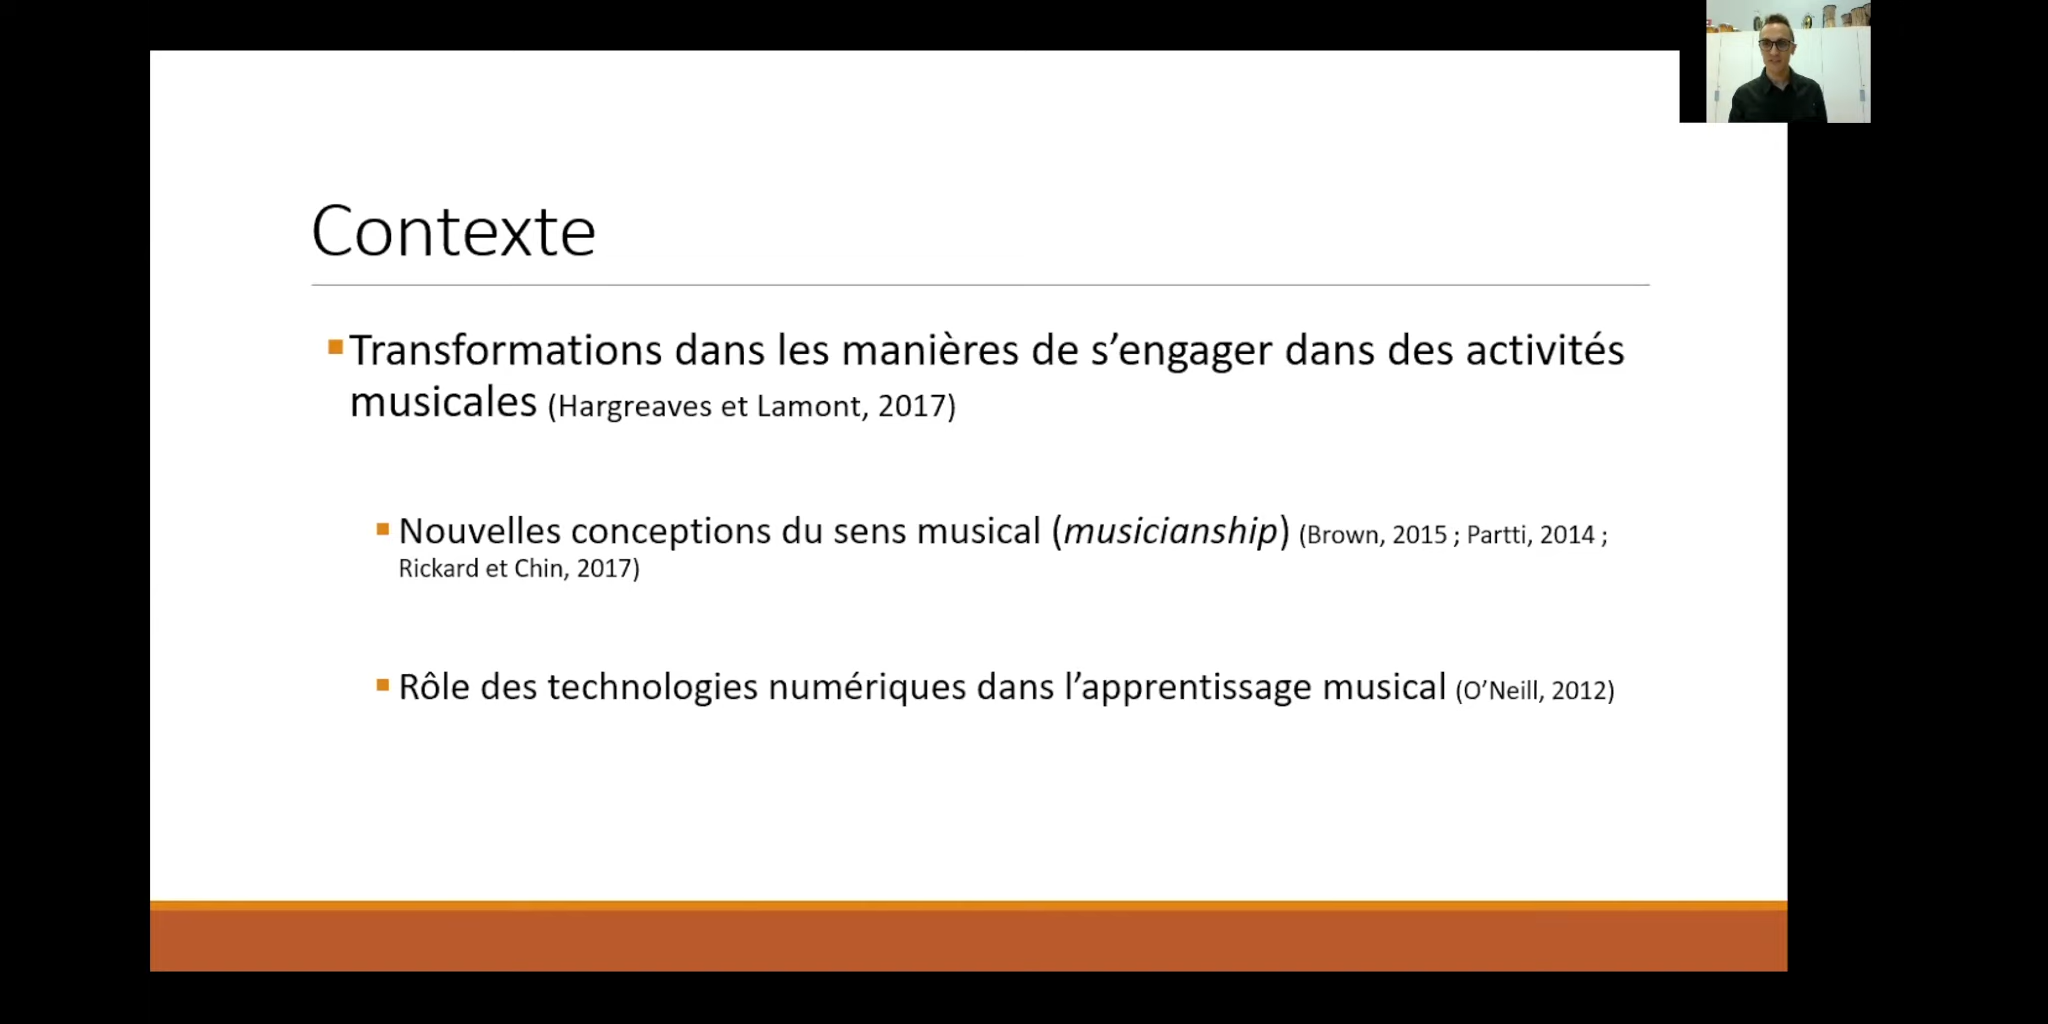 Contexte
Transformations dans les manières de s’engager dans des activités
musicales (Hargreaves et Lamont, 2017)
Nouvelles conceptions du sens musical (musicianship) (Brown, 2015 ; Partti, 2014 ;
Rickard et Chin, 2017)
Rôle des technologies numériques dans l’apprentissage musical (O’Neill, 2012)